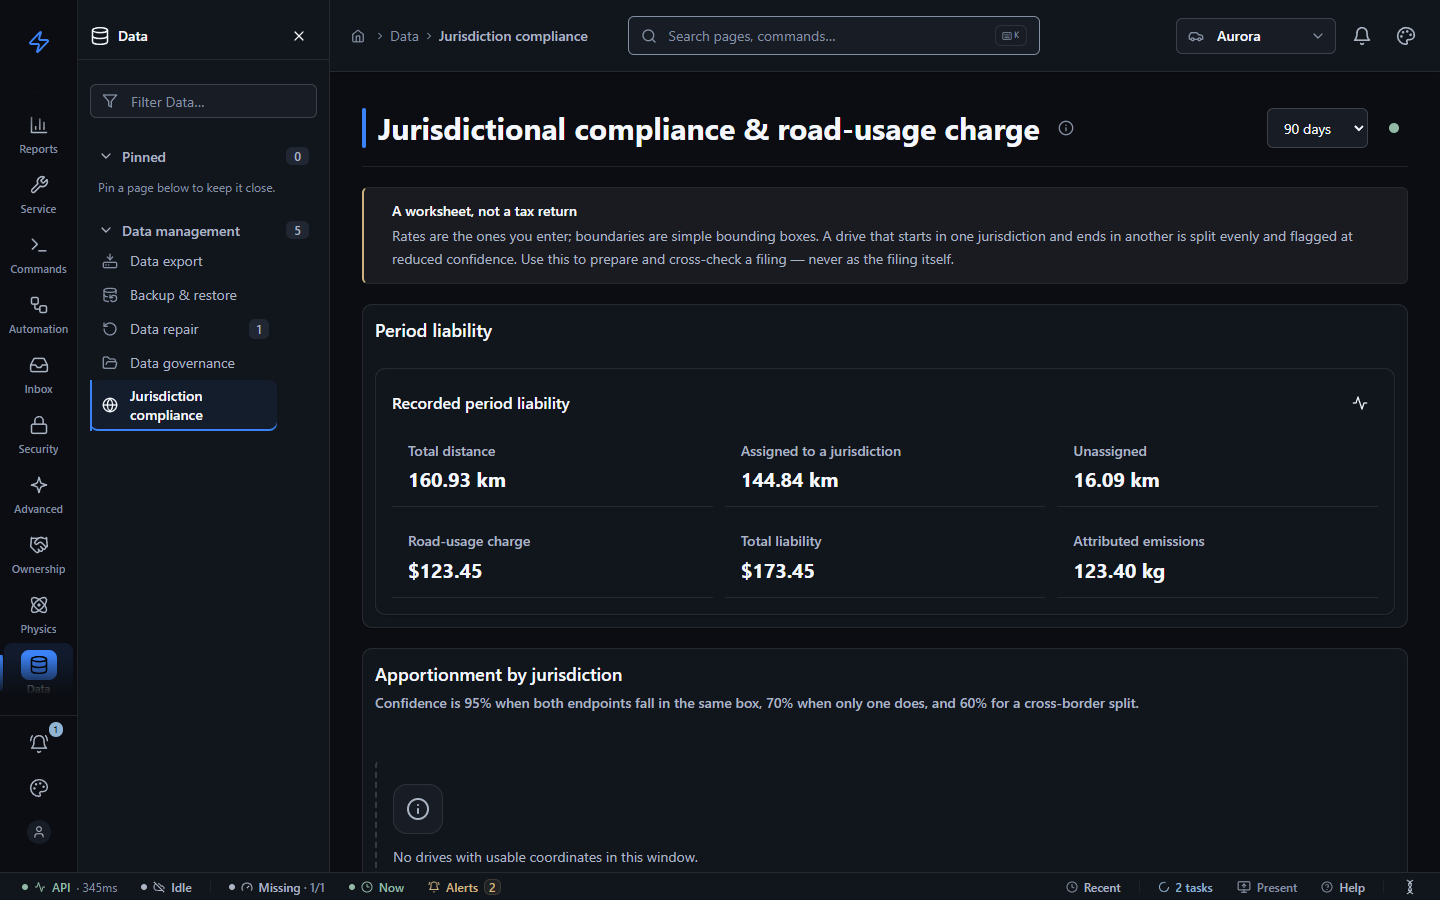 Reports
Service
Commands
Automation
Inbox
Security
Advanced
Ownership
Physics
Data
1
Data
Filter Data...
Pinned
0
Pin a page below to keep it close.
Data management
5
Data export
Backup & restore
Data repair
1
Data governance
Jurisdiction
compliance
Data
Jurisdiction compliance
Search pages, commands...
K
Aurora
Jurisdictional compliance & road-usage charge
90 days
A worksheet, not a tax return
Rates are the ones you enter; boundaries are simple bounding boxes. A drive that starts in one jurisdiction and ends in another is split evenly and flagged at
reduced confidence. Use this to prepare and cross-check a filing — never as the filing itself.
Period liability
Recorded period liability
Total distance
160.93 km
Assigned to a jurisdiction
144.84 km
Unassigned
16.09 km
Road-usage charge
$123.45
Total liability
$173.45
Attributed emissions
123.40 kg
Apportionment by jurisdiction
Confidence is 95% when both endpoints fall in the same box, 70% when only one does, and 60% for a cross-border split.
No drives with usable coordinates in this window.
API · 345ms
Idle
Missing · 1/1
Now
Alerts 2
Recent
2 tasks
Present
Help